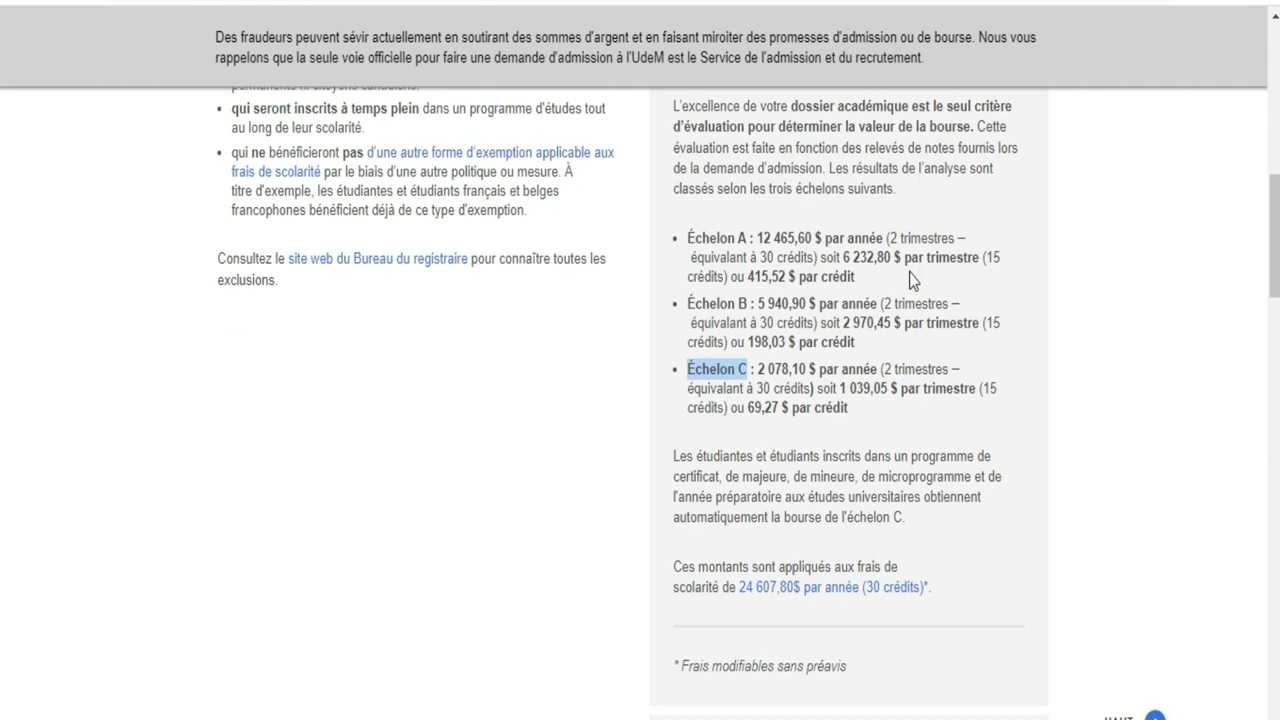 Des fraudeurs peuvent sévir actuellement en soutirant des sommes d'argent et en faisant miroiter des promesses d'admission ou de bourse. Nous vous
rappelons que la seule voie officielle pour faire une demande d'admission à l'UdeM est le Service de l'admission et du recrutement.
permanents ni citoyens canadiens.
• qui seront inscrits à temps plein dans un programme d'études tout
au long de leur scolarité.
• qui ne bénéficieront pas d'une autre forme d'exemption applicable aux
frais de scolarité par le biais d'une autre politique ou mesure. À
titre d'exemple, les étudiantes et étudiants français et belges
francophones bénéficient déjà de ce type d'exemption.
Consultez le site web du Bureau du registraire pour connaître toutes les
exclusions.
L'excellence de votre dossier académique est le seul critère
d'évaluation pour déterminer la valeur de la bourse. Cette
évaluation est faite en fonction des relevés de notes fournis lors
de la demande d'admission. Les résultats de l'analyse sont
classés selon les trois échelons suivants.
• Échelon A : 12 465,60 $ par année (2 trimestres –
équivalant à 30 crédits) soit 6 232,80 $ par trimestre (15
crédits) ou 415,52 $ par crédit
• Échelon B : 5 940,90 $ par année (2 trimestres –
équivalant à 30 crédits) soit 2 970,45 $ par trimestre (15
crédits) ou 198,03 $ par crédit
• Échelon C : 2 078,10 $ par année (2 trimestres –
équivalant à 30 crédits) soit 1 039,05 $ par trimestre (15
crédits) ou 69,27 $ par crédit
Les étudiantes et étudiants inscrits dans un programme de
certificat, de majeure, de mineure, de microprogramme et de
l'année préparatoire aux études universitaires obtiennent
automatiquement la bourse de l'échelon C.
Ces montants sont appliqués aux frais de
scolarité de 24 607,80$ par année (30 crédits)*.
* Frais modifiables sans préavis
HAUT